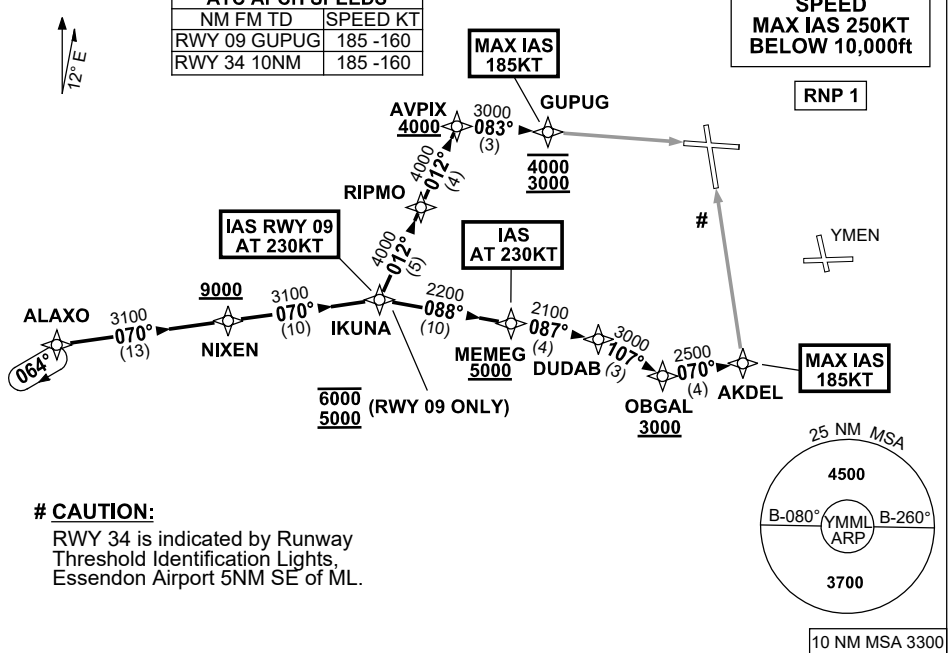 ATC APCH SPEEDS
NM FM TD SPEED KT
RWY 09 GUPUG 185 -160
RWY 34 10NM 185 -160
SPEED
MAX IAS 250KT
BELOW 10,000ft
RNP 1
12° E
MAX IAS
185KT
GUPUG
4000
3000
AVPIX
4000
3000
083°
(3)
4000
012°
(4)
RIPMO
4000
012°
(5)
IAS RWY 09
AT 230KT
IAS
AT 230KT
#
YMEN
ALAXO
064°
3100
070°
(13)
9000
NIXEN
3100
070°
(10)
IKUNA
6000
5000
(RWY 09 ONLY)
2200
088°
(10)
MEMEG
5000
2100
087°
(4)
DUDAB
3000
107°
(3)
OBGAL
3000
2500
070°
(4)
AKDEL
MAX IAS
185KT
# CAUTION:
RWY 34 is indicated by Runway
Threshold Identification Lights,
Essendon Airport 5NM SE of ML.
25 NM MSA
4500
B-080° YMML B-260°
ARP
3700
10 NM MSA 3300